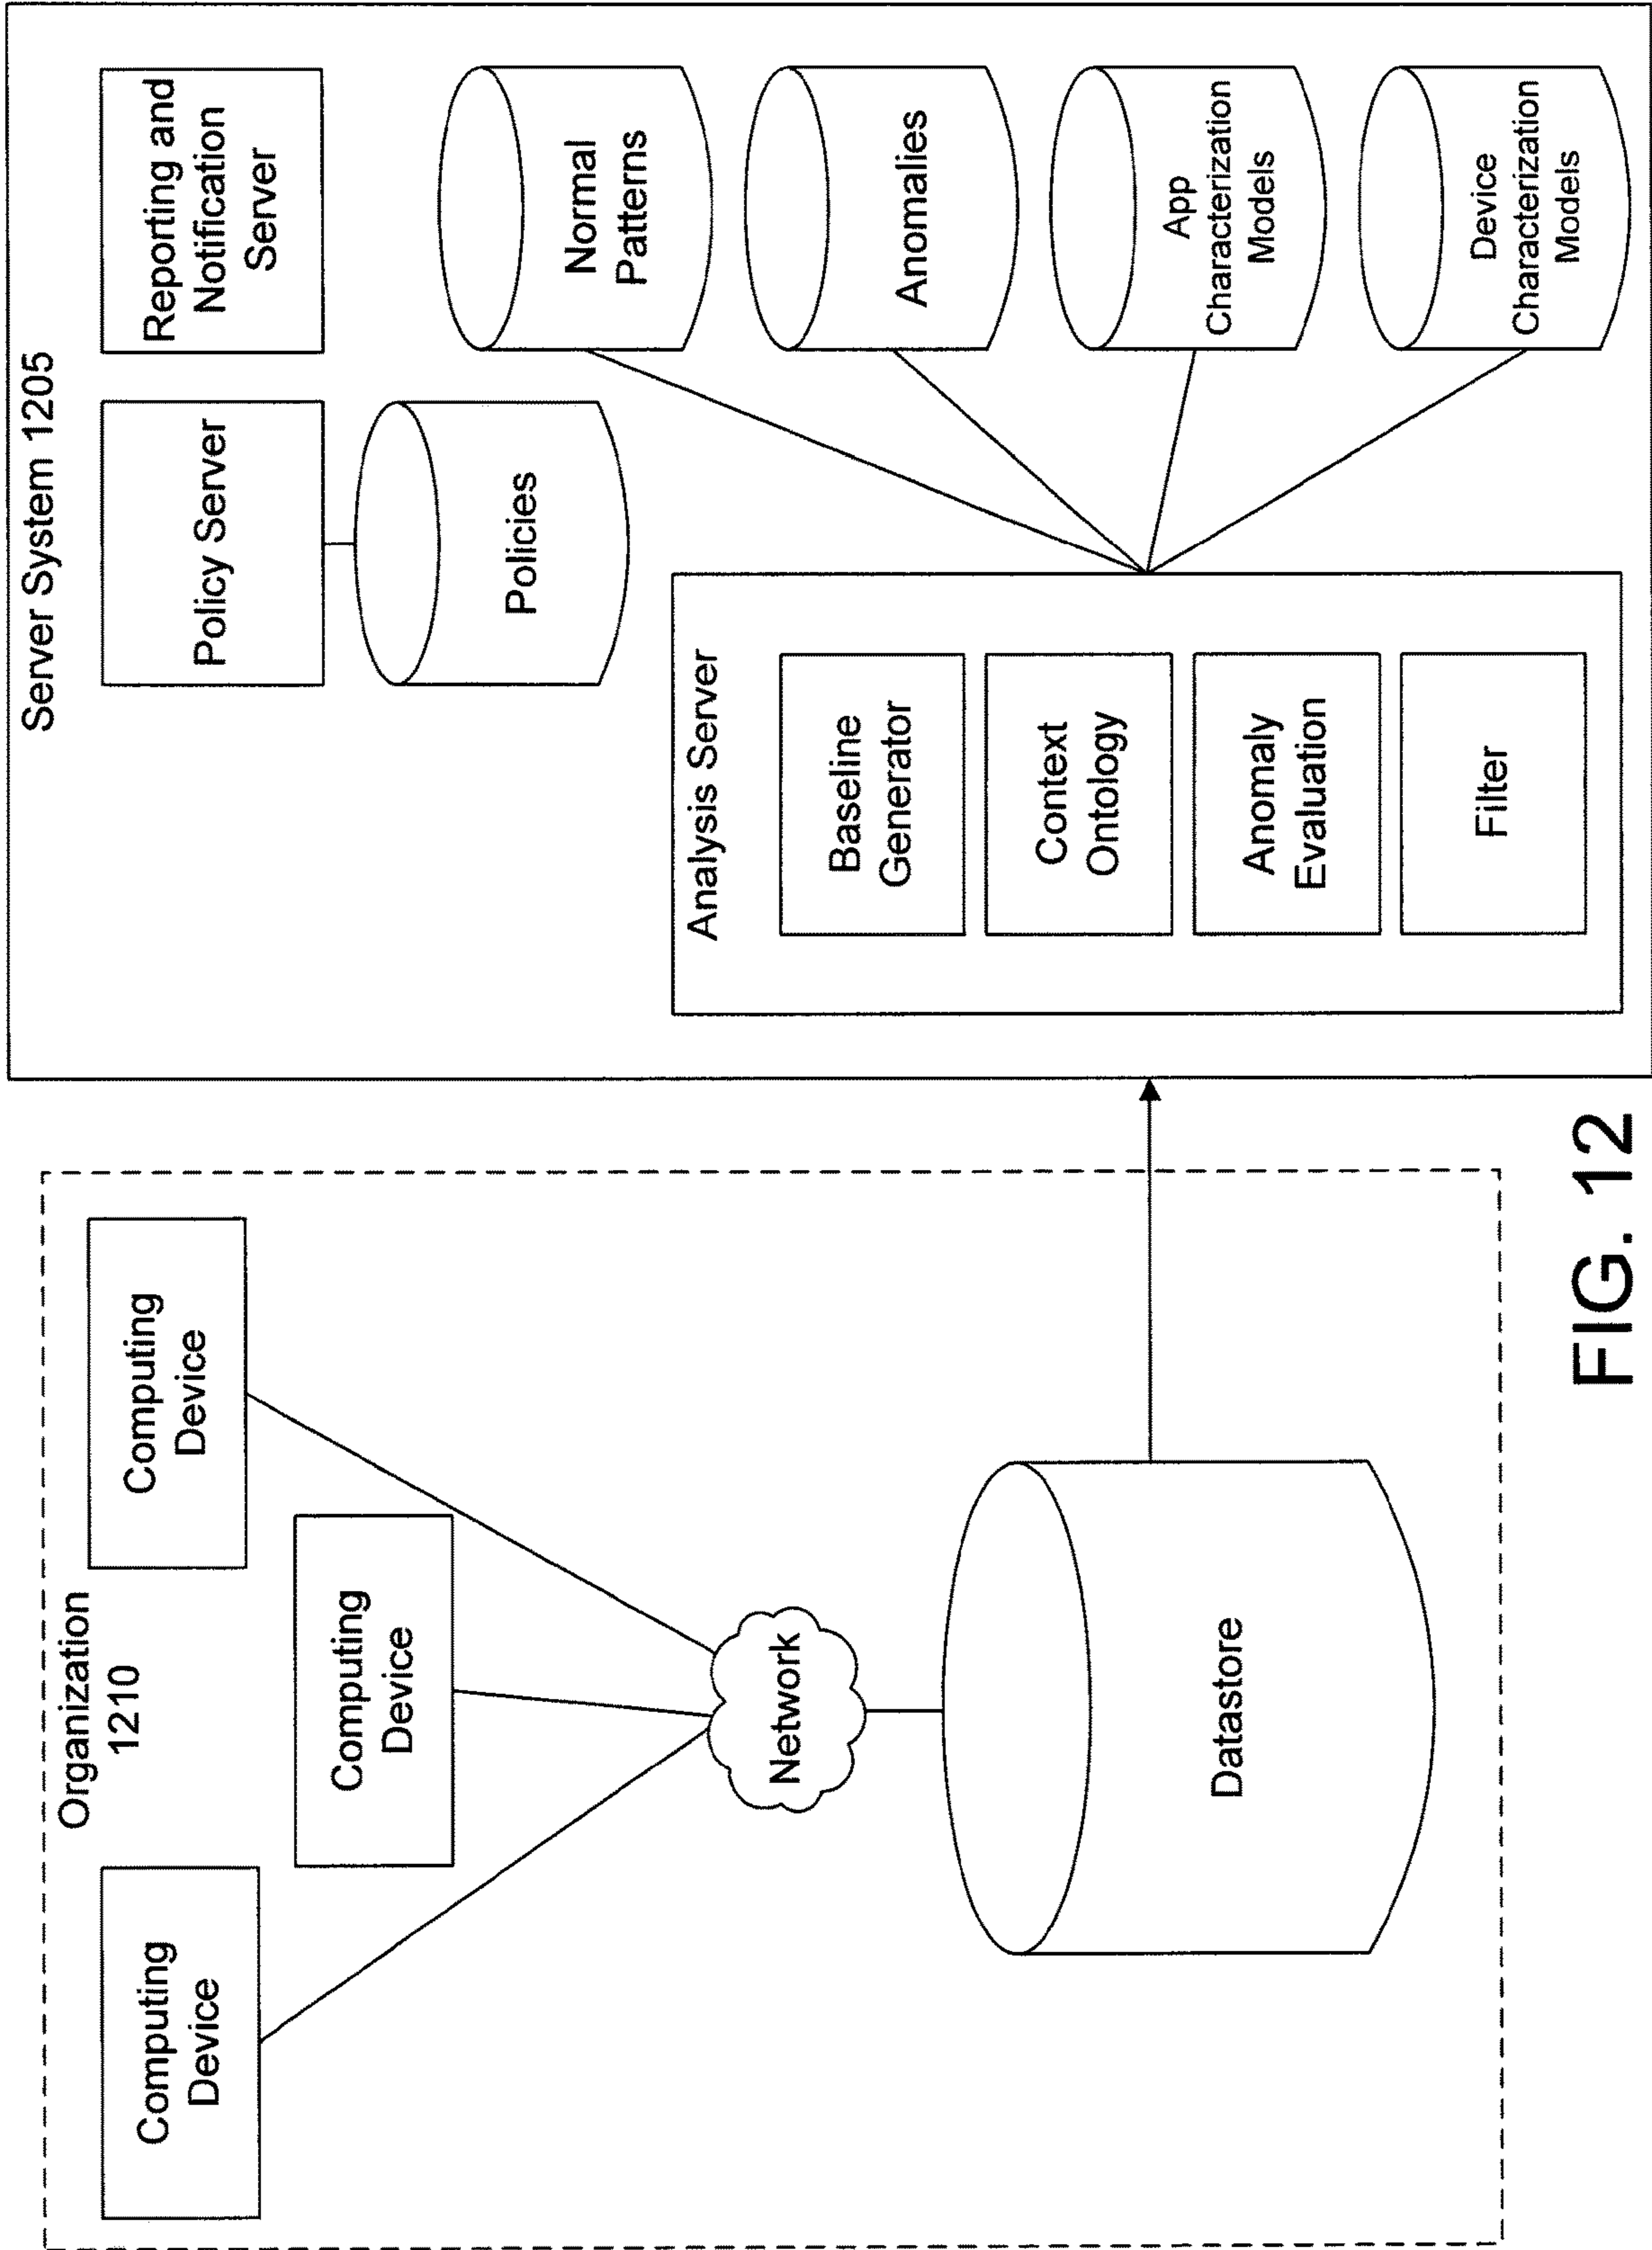 Organization
1210
Computing
Device
Computing
Device
Computing
Device
Network
Datastore
Server System 1205
Policy Server
Policies
Reporting and
Notification
Server
Analysis Server
Baseline
Generator
Context
Ontology
Anomaly
Evaluation
Filter
Normal
Patterns
Anomalies
App
Characterization
Models
Device
Characterization
Models
FIG. 12